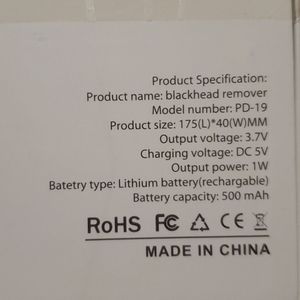 Product Specification:
Product name: blackhead remover
Model number: PD-19
Product size: 175(L)*40(W)MM
Output voltage: 3.7V
Charging voltage: DC 5V
Output power: 1W
Batetry type: Lithium battery(rechargable)
Battery capacity: 500 mAh
RoHS FC CE
MADE IN CHINA